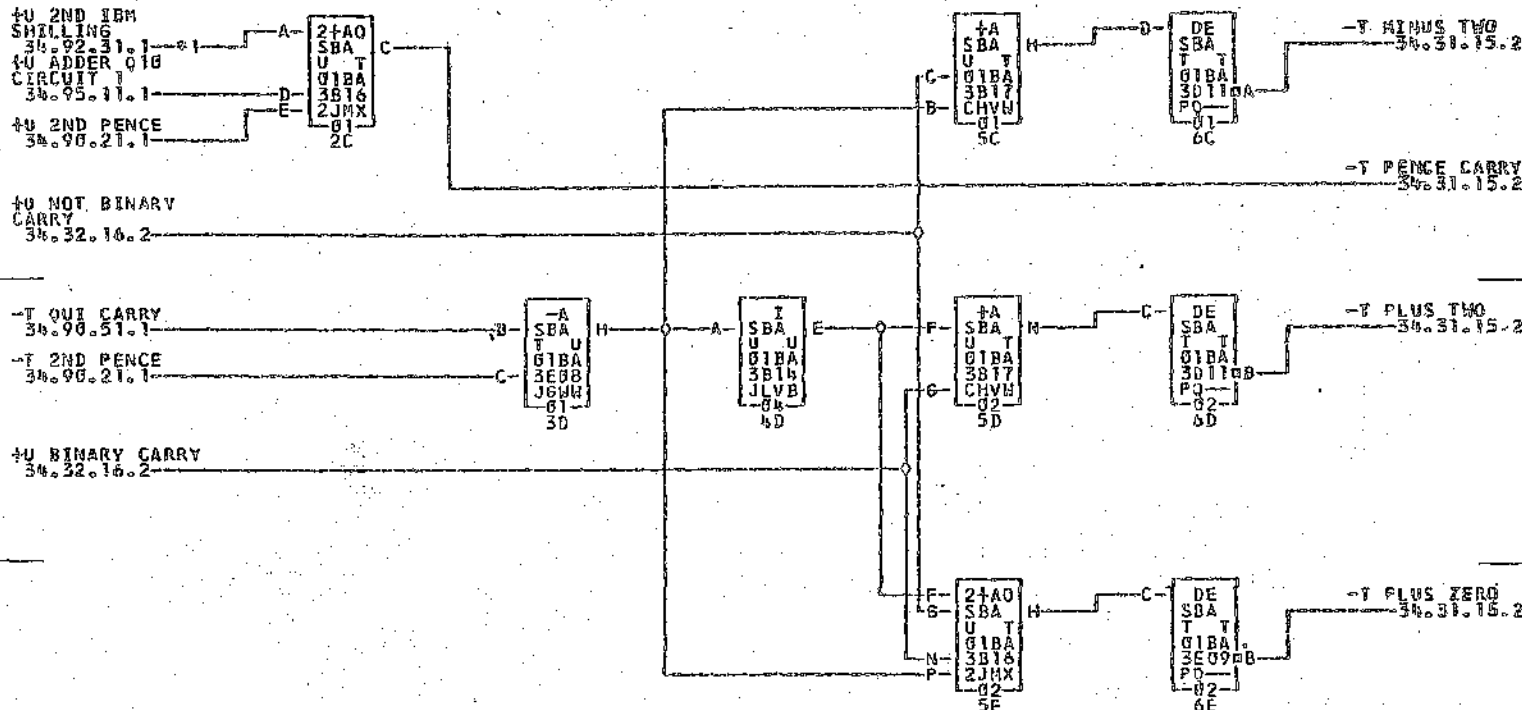 +U 2ND IBM
SHILLING
34.92.31.1
+U ADDER Q10
CIRCUIT 1
34.95.11.1
+U 2ND PENCE
34.90.21.1
A
D
E
2+AO
SBA
U T
01BA
3B16
2JMX
01
2C
C
+U NOT BINARY
CARRY
34.32.16.2
-T QUI CARRY
34.90.51.1
-T 2ND PENCE
34.90.21.1
B
C
-A
SBA
T U
01BA
3E08
JGWW
01
3D
H
A
I
SBA
U U
01BA
3B14
JLVB
04
4D
E
+U BINARY CARRY
34.32.16.2
C
B
+A
SBA
U T
01BA
3B17
CHVW
01
5C
H
D
DE
SBA
T T
01BA
3D11
PQ
01
6C
A
-T MINUS TWO
34.31.15.2
-T PENCE CARRY
34.31.15.2
F
G
+A
SBA
U T
01BA
3B17
CHVW
02
5D
N
C
DE
SBA
T T
01BA
3D11
PQ
02
6D
B
-T PLUS TWO
34.31.15.2
F
G
N
P
2+AO
SBA
U T
01BA
3B16
2JMX
02
5E
H
C
DE
SBA
T T
01BA
3E09
PQ
02
6E
B
-T PLUS ZERO
34.31.15.2